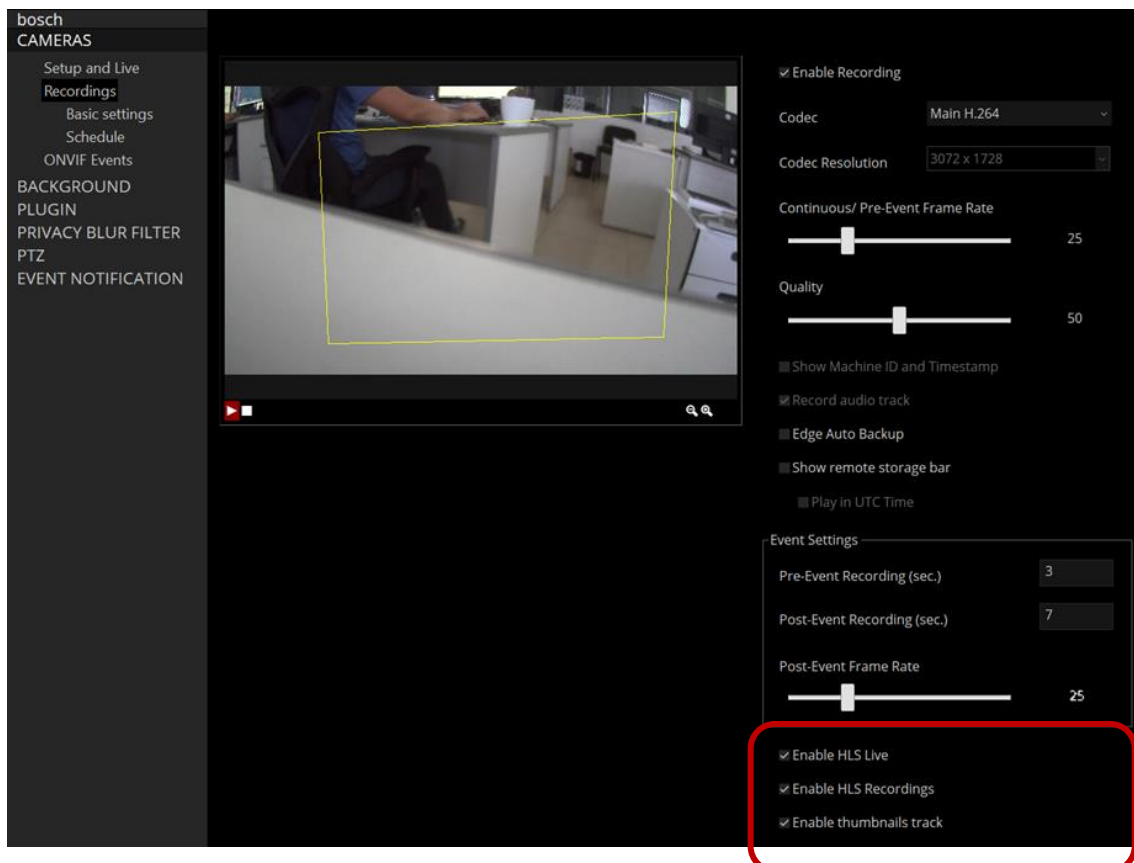 bosch
CAMERAS
Setup and Live
Recordings
Basic settings
Schedule
ONVIF Events
BACKGROUND
PLUGIN
PRIVACY BLUR FILTER
PTZ
EVENT NOTIFICATION
Enable Recording
Codec Main H.264
Codec Resolution 3072 x 1728
Continuous/ Pre-Event Frame Rate
25
Quality
50
Show Machine ID and Timestamp
Record audio track
Edge Auto Backup
Show remote storage bar
Play in UTC Time
Event Settings
Pre-Event Recording (sec.) 3
Post-Event Recording (sec.) 7
Post-Event Frame Rate
25
Enable HLS Live
Enable HLS Recordings
Enable thumbnails track